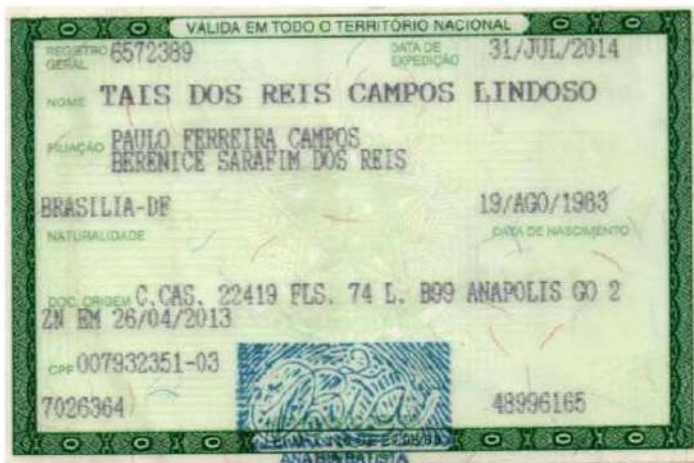 VÁLIDA EM TODO O TERRITÓRIO NACIONAL
REGISTRO GERAL 6572389 DATA DE EXPEDIÇÃO 31/JUL/2014
NOME TAIS DOS REIS CAMPOS LINDOSO
FILIAÇÃO PAULO FERREIRA CAMPOS
BERENICE SARAFIM DOS REIS
BRASILIA-DF 19/AGO/1983
NATURALIDADE DATA DE NASCIMENTO
DOC. ORIGEM C.CAS. 22419 FLS. 74 L. B99 ANAPOLIS GO 2
ZN EM 26/04/2013
CPF 007932351-03
7026364 48996165